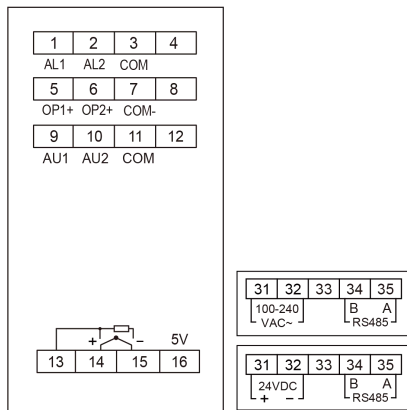 1 2 3 4
AL1 AL2 COM
5 6 7 8
OP1+ OP2+ COM-
9 10 11 12
AU1 AU2 COM
+ − 5V
13 14 15 16
31 32 33 34 35
100-240 B A
VAC~ RS485
31 32 33 34 35
24VDC B A
+ − RS485